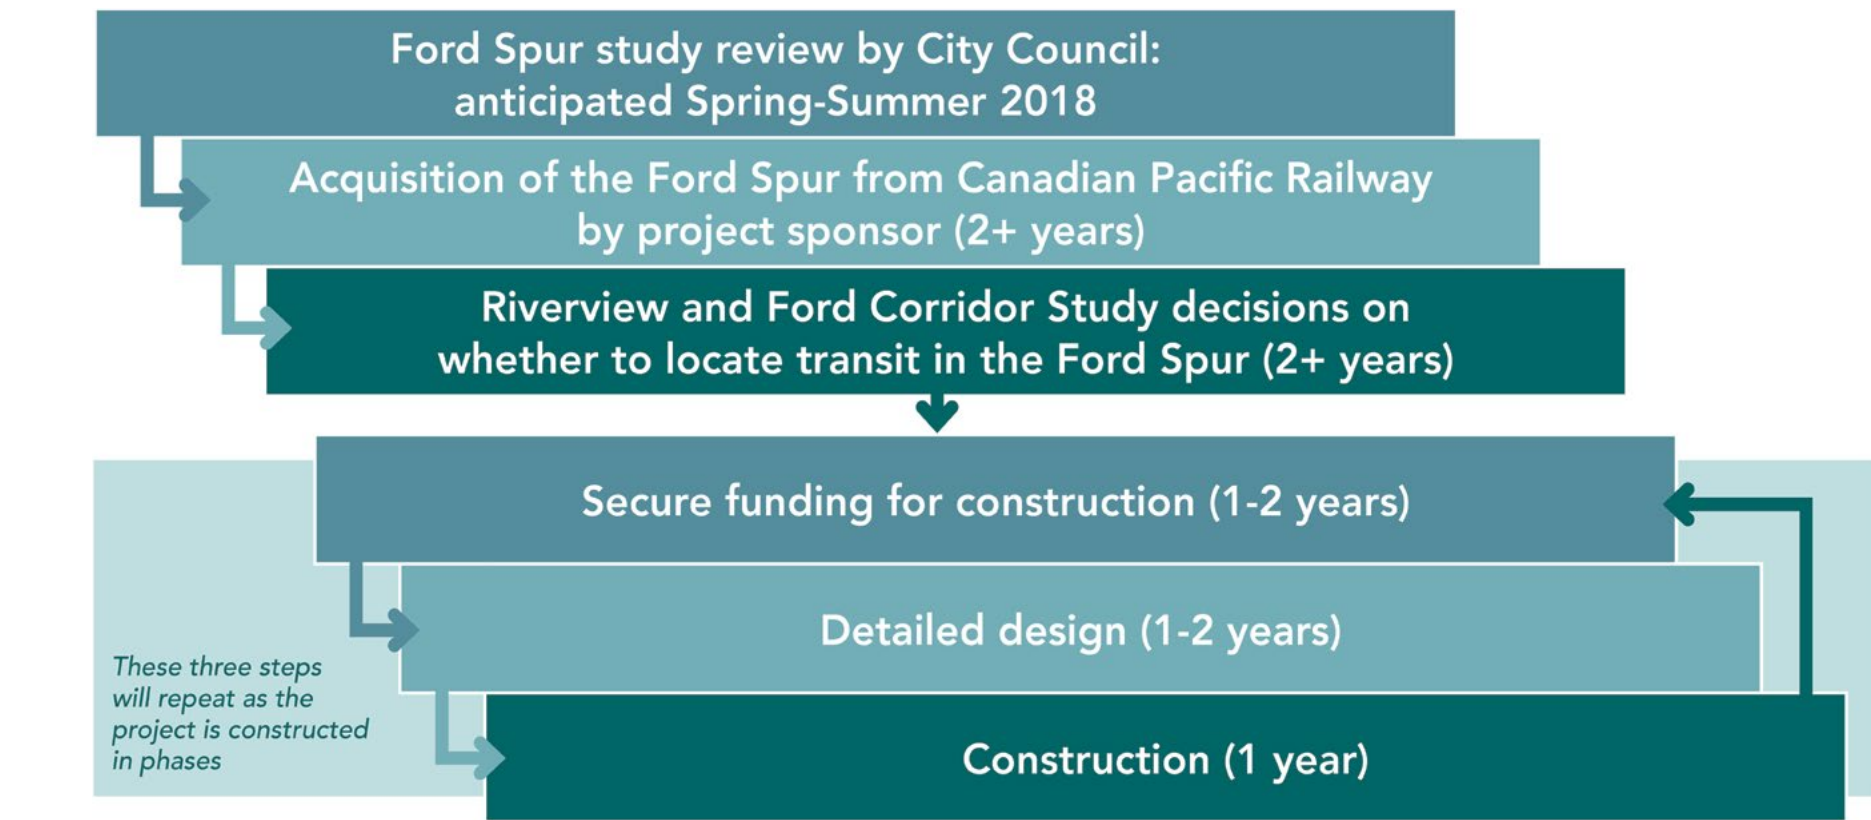 Ford Spur study review by City Council:
anticipated Spring-Summer 2018
Acquisition of the Ford Spur from Canadian Pacific Railway
by project sponsor (2+ years)
Riverview and Ford Corridor Study decisions on
whether to locate transit in the Ford Spur (2+ years)
Secure funding for construction (1-2 years)
Detailed design (1-2 years)
These three steps
will repeat as the
project is constructed
in phases
Construction (1 year)